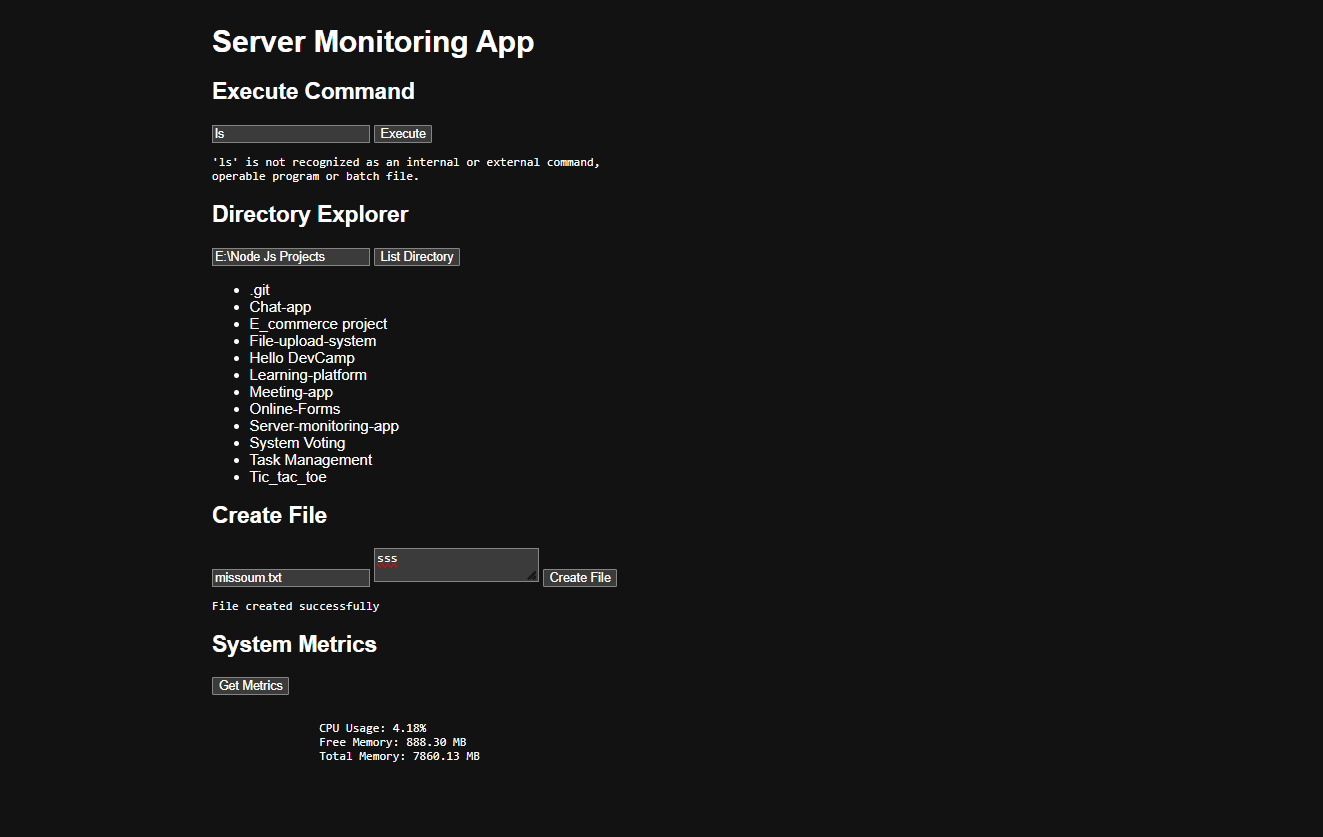 Server Monitoring App
Execute Command
ls Execute
'ls' is not recognized as an internal or external command,
operable program or batch file.
Directory Explorer
E:\Node Js Projects List Directory
.git
Chat-app
E_commerce project
File-upload-system
Hello DevCamp
Learning-platform
Meeting-app
Online-Forms
Server-monitoring-app
System Voting
Task Management
Tic_tac_toe
Create File
sss
missoum.txt Create File
File created successfully
System Metrics
Get Metrics
CPU Usage: 4.18%
Free Memory: 888.30 MB
Total Memory: 7860.13 MB